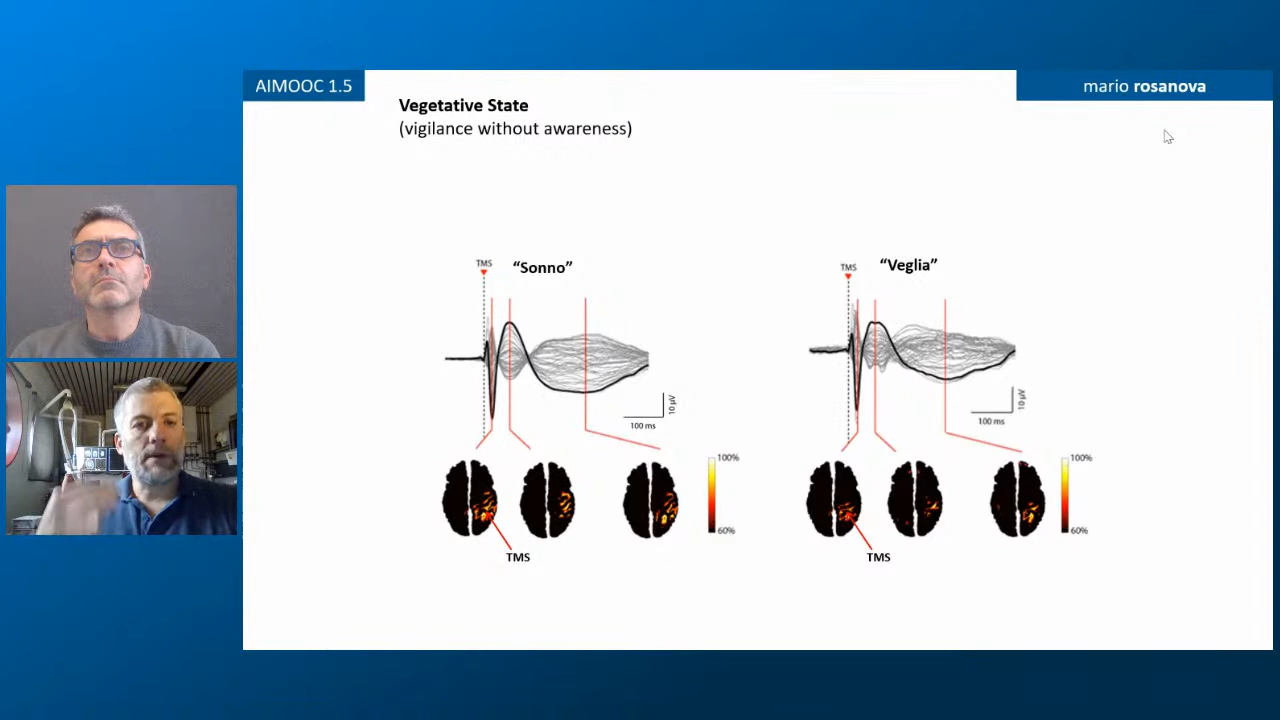 AIMOOC 1.5
mario rosanova
Vegetative State
(vigilance without awareness)
TMS
“Sonno”
10 µV
100 ms
100%
60%
TMS
TMS
“Veglia”
10 µV
100 ms
100%
60%
TMS